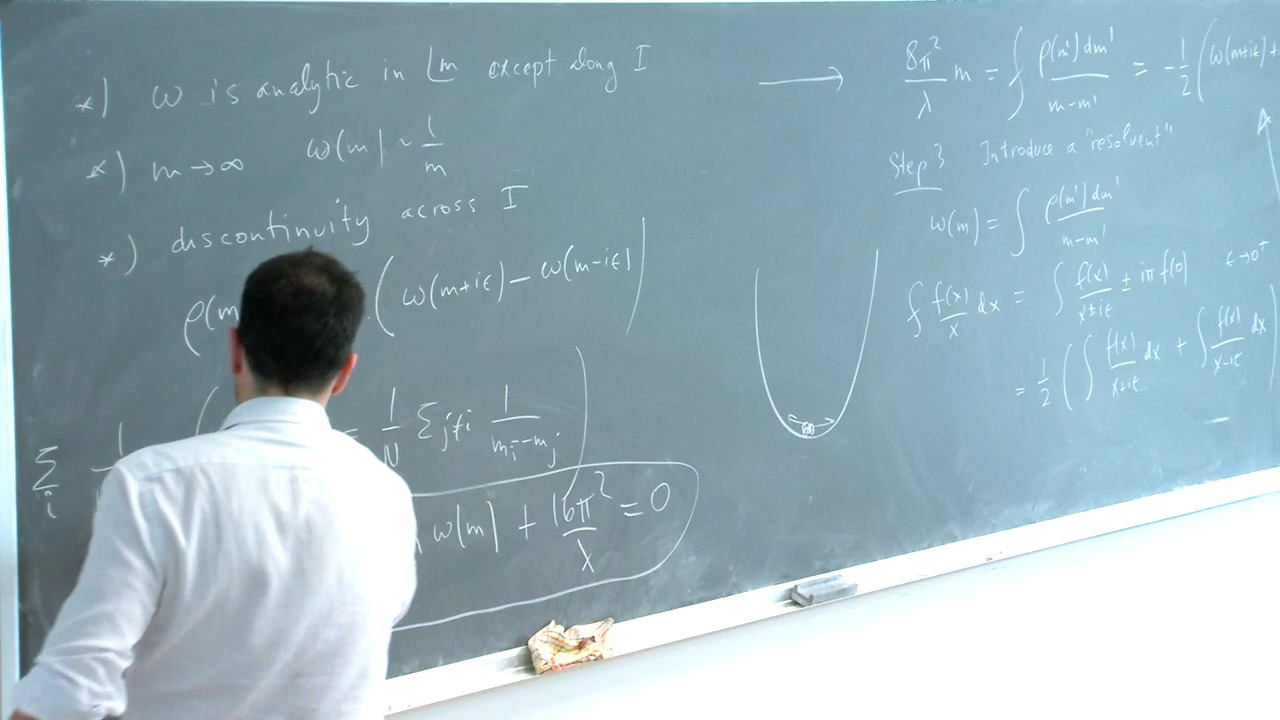 *) ω is analytic in ℂm except along I
*) m→∞ ω(m) ~ 1/m
*) discontinuity across I
ρ(m (ω(m+iϵ) − ω(m−iϵ))
Σ_i 1 ( = 1/N Σ_{j≠i} 1/(m_i − m_j) )
ω(m) + 16π²/λ = 0
→ 8π²/λ m = ⨍ ρ(m')dm'/(m−m') = −1/2 (ω(m+iϵ) +
Step 3 Introduce a "resolvent"
ω(m) = ∫ ρ(m')dm'/(m−m')
⨍ f(x)/x dx = ∫ f(x)/(x±iϵ) ± iπ f(0) ϵ→0⁺
= 1/2 (∫ f(x)/(x+iϵ) dx + ∫ f(x)/(x−iϵ) dx)